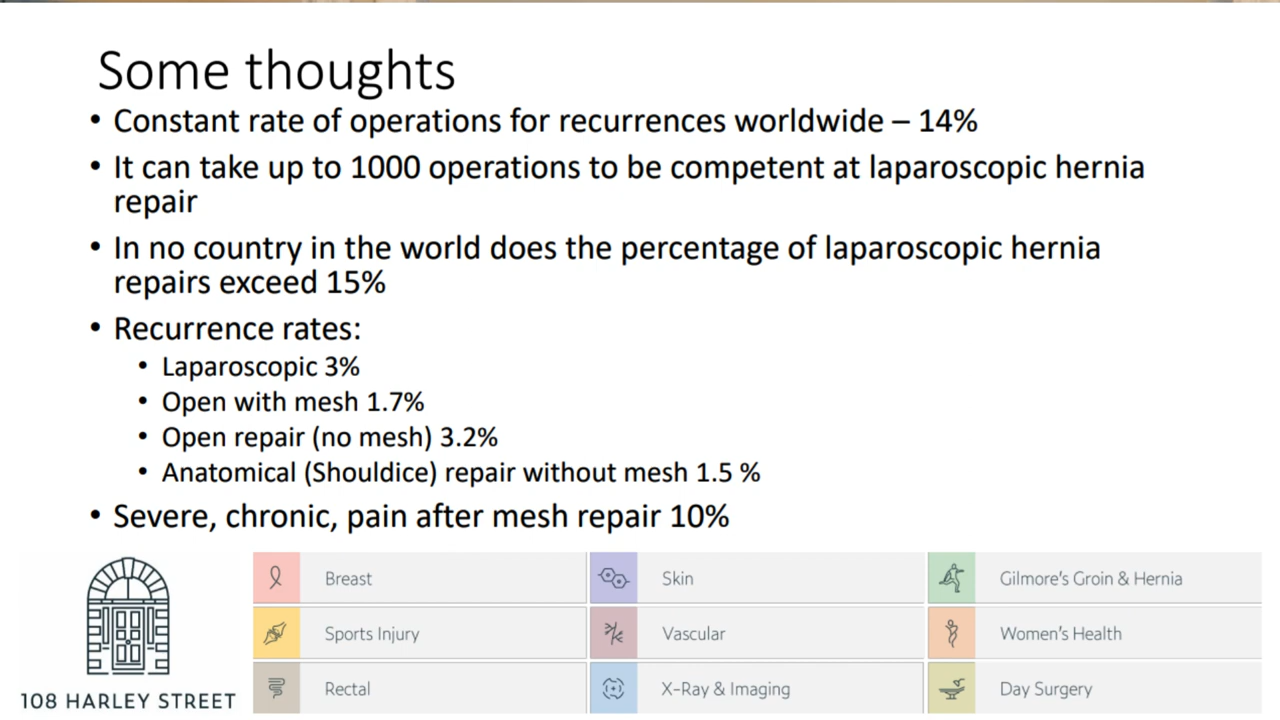 Some thoughts
• Constant rate of operations for recurrences worldwide – 14%
• It can take up to 1000 operations to be competent at laparoscopic hernia
repair
• In no country in the world does the percentage of laparoscopic hernia
repairs exceed 15%
• Recurrence rates:
• Laparoscopic 3%
• Open with mesh 1.7%
• Open repair (no mesh) 3.2%
• Anatomical (Shouldice) repair without mesh 1.5 %
• Severe, chronic, pain after mesh repair 10%
108 HARLEY STREET
Breast
Skin
Gilmore's Groin & Hernia
Sports Injury
Vascular
Women's Health
Rectal
X-Ray & Imaging
Day Surgery